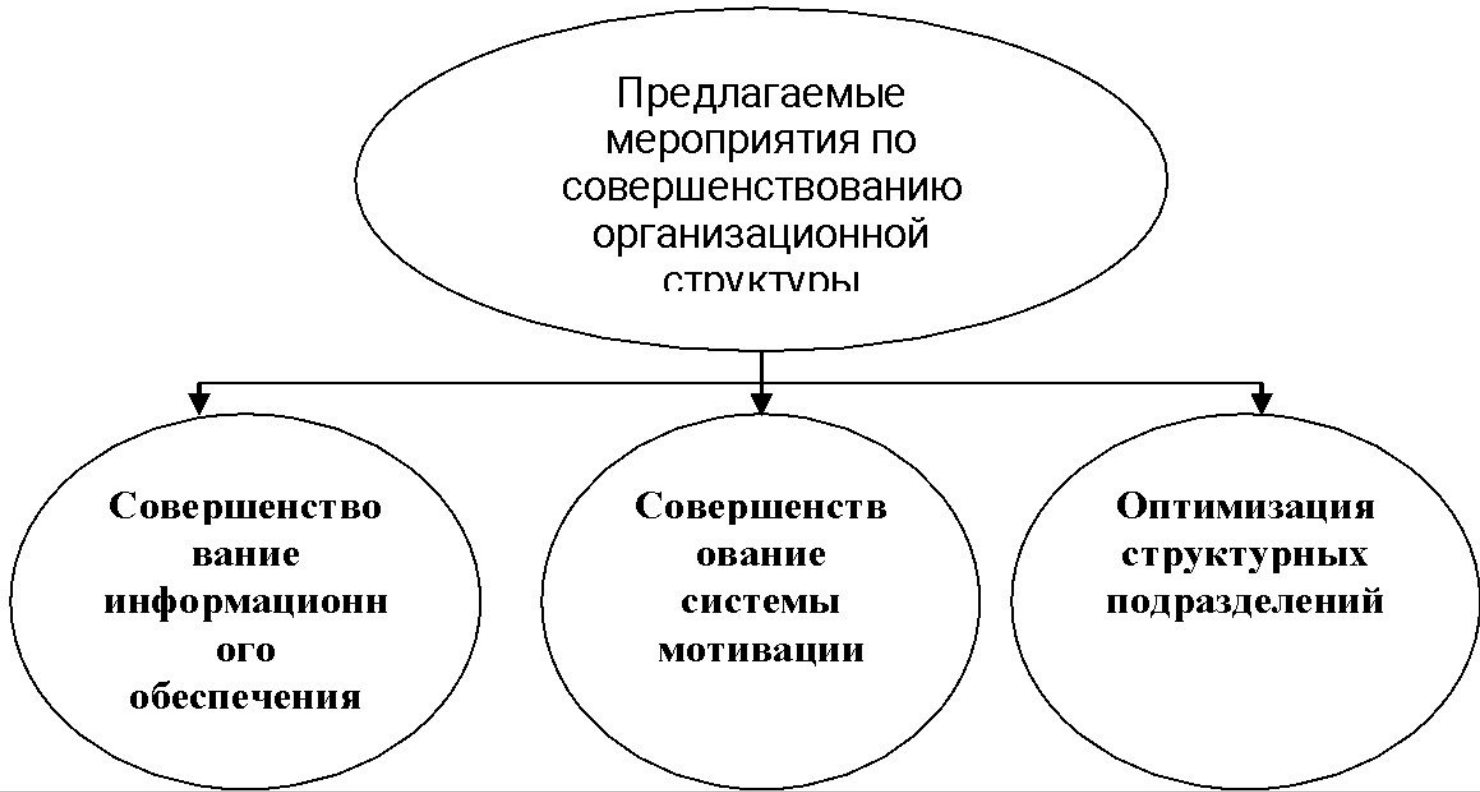 Предлагаемые
мероприятия по
совершенствованию
организационной
структуры
Совершенство
вание
информационн
ого
обеспечения
Совершенств
ование
системы
мотивации
Оптимизация
структурных
подразделений